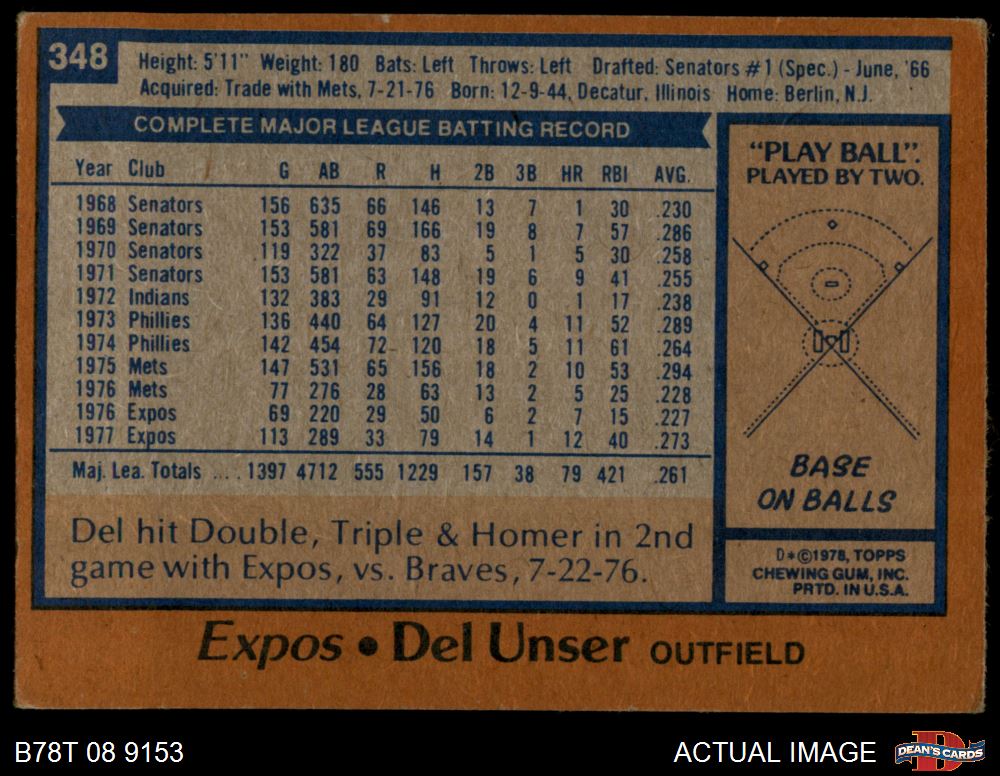 348
Height: 5'11" Weight: 180 Bats: Left Throws: Left Drafted: Senators #1 (Spec.) - June, '66
Acquired: Trade with Mets, 7-21-76 Born: 12-9-44, Decatur, Illinois Home: Berlin, N.J.
COMPLETE MAJOR LEAGUE BATTING RECORD
Year Club G AB R H 2B 3B HR RBI AVG.
1968 Senators 156 635 66 146 13 7 1 30 .230
1969 Senators 153 581 69 166 19 8 7 57 .286
1970 Senators 119 322 37 83 5 1 5 30 .258
1971 Senators 153 581 63 148 19 6 9 41 .255
1972 Indians 132 383 29 91 12 0 1 17 .238
1973 Phillies 136 440 64 127 20 4 11 52 .289
1974 Phillies 142 454 72 120 18 5 11 61 .264
1975 Mets 147 531 65 156 18 2 10 53 .294
1976 Mets 77 276 28 63 13 2 5 25 .228
1976 Expos 69 220 29 50 6 2 7 15 .227
1977 Expos 113 289 33 79 14 1 12 40 .273
Maj. Lea. Totals .... 1397 4712 555 1229 157 38 79 421 .261
Del hit Double, Triple & Homer in 2nd
game with Expos, vs. Braves, 7-22-76.
"PLAY BALL".
PLAYED BY TWO.
BASE
ON BALLS
D*©1978, TOPPS
CHEWING GUM, INC.
PRTD. IN U.S.A.
Expos • Del Unser OUTFIELD
B78T 08 9153
ACTUAL IMAGE
D
DEAN'S CARDS